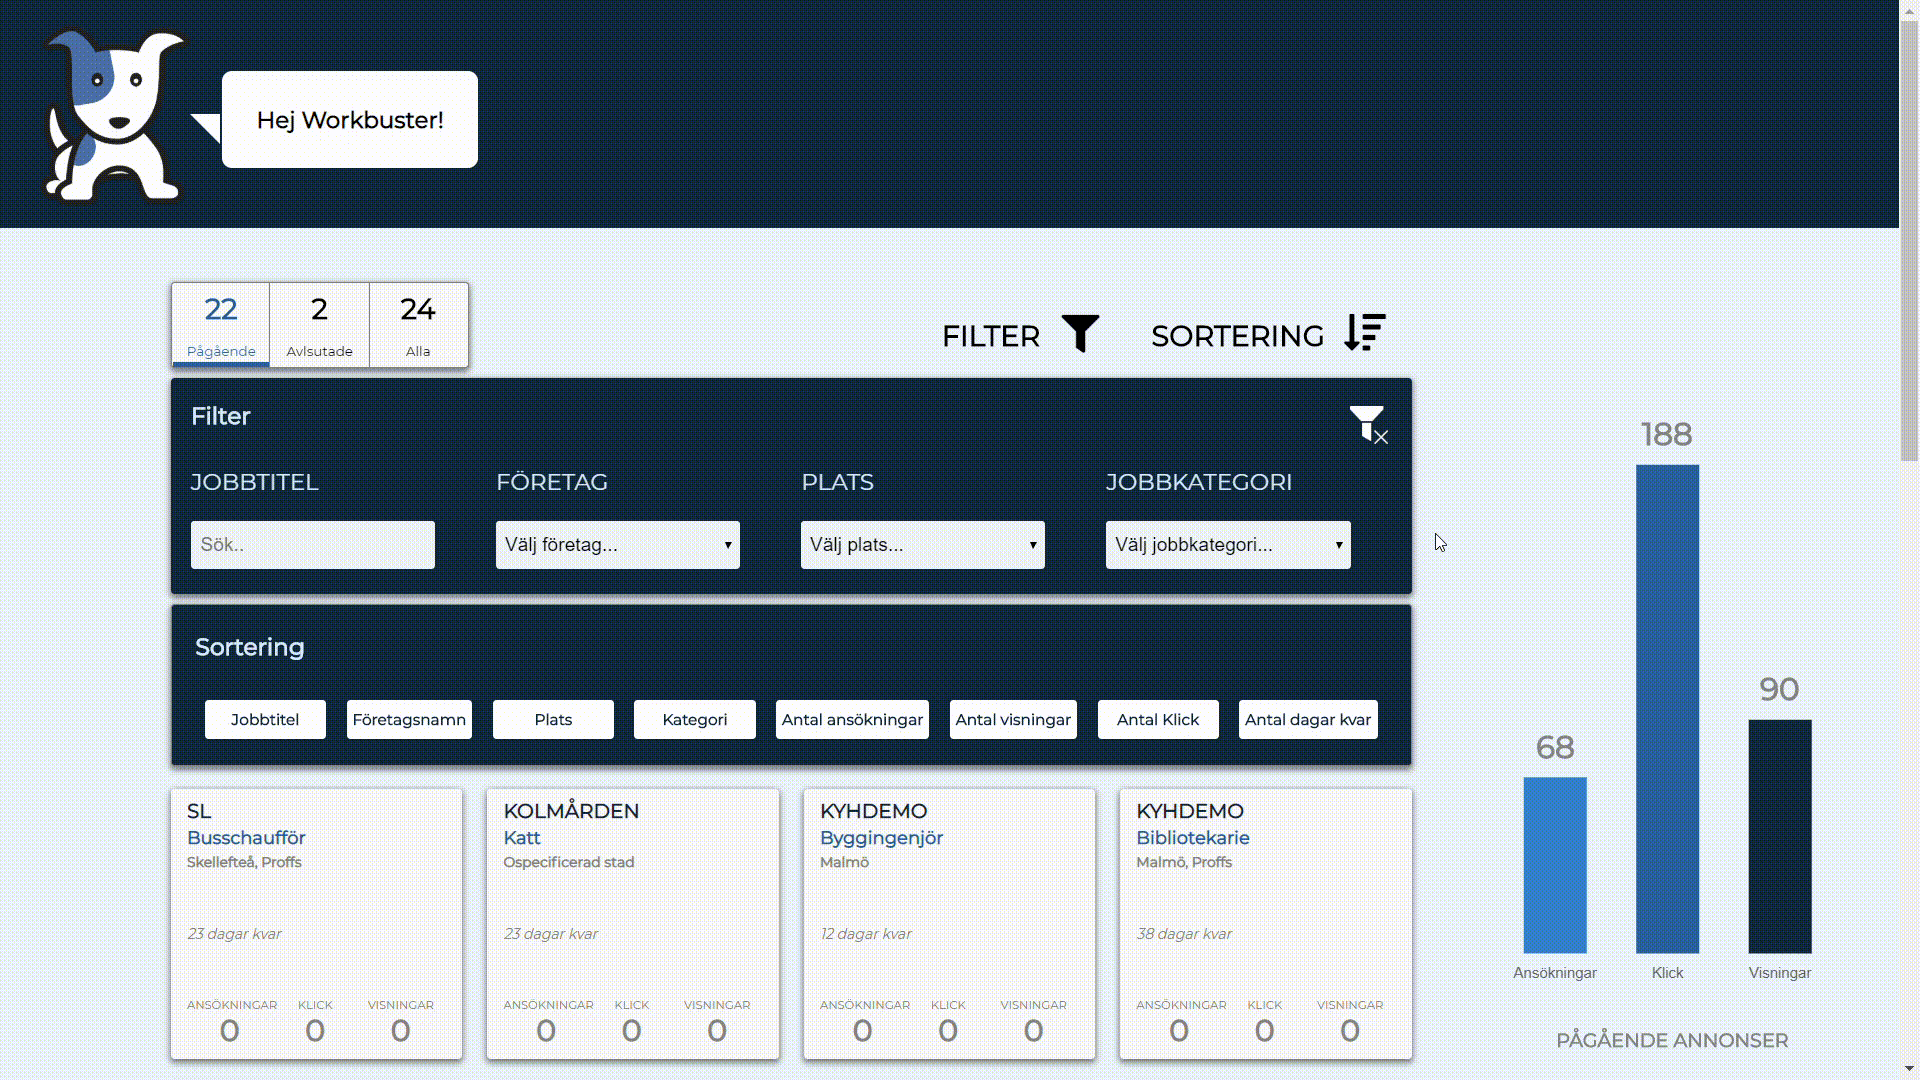 Hej Workbuster!
22 2 24
Pågående Avlsutade Alla
FILTER SORTERING
Filter
JOBBTITEL FÖRETAG PLATS JOBBKATEGORI
Sök.. Välj företag... Välj plats... Välj jobbkategori...
Sortering
Jobbtitel Företagsnamn Plats Kategori Antal ansökningar Antal visningar Antal Klick Antal dagar kvar
SL
Busschaufför
Skellefteå, Proffs
23 dagar kvar
ANSÖKNINGAR KLICK VISNINGAR
0 0 0
KOLMÅRDEN
Katt
Ospecificerad stad
23 dagar kvar
ANSÖKNINGAR KLICK VISNINGAR
0 0 0
KYHDEMO
Byggingenjör
Malmö
12 dagar kvar
ANSÖKNINGAR KLICK VISNINGAR
0 0 0
KYHDEMO
Bibliotekarie
Malmö, Proffs
38 dagar kvar
ANSÖKNINGAR KLICK VISNINGAR
0 0 0
188
90
68
Ansökningar Klick Visningar
PÅGÅENDE ANNONSER